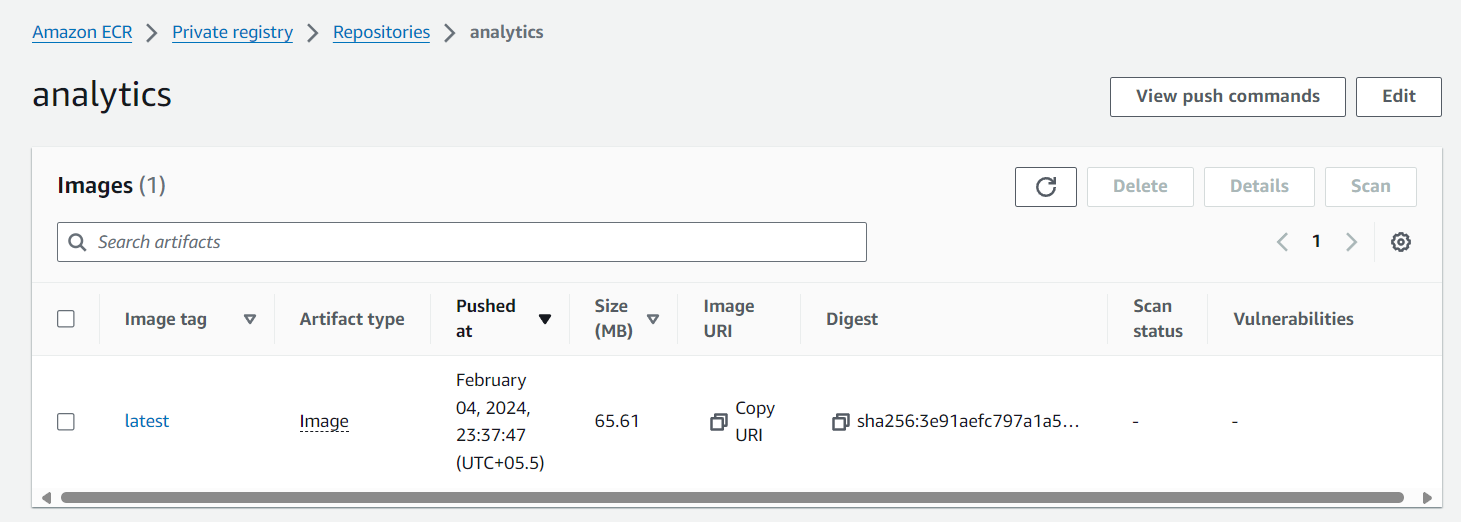 Amazon ECR > Private registry > Repositories > analytics
analytics
View push commands
Edit
Images (1)
Delete
Details
Scan
Search artifacts
1
Image tag
Artifact type
Pushed
at
Size
(MB)
Image
URI
Digest
Scan
status
Vulnerabilities
latest
Image
February
04, 2024,
23:37:47
(UTC+05.5)
65.61
Copy
URI
sha256:3e91aefc797a1a5...
-
-